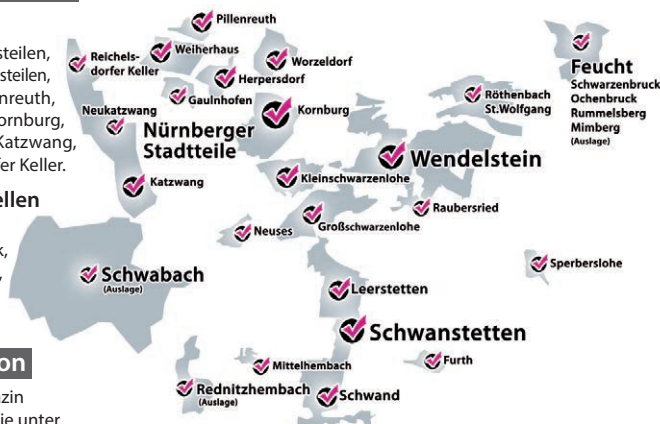 steilen,
steilen,
nreuth,
ornburg,
Katzwang,
fer Keller.
ellen
k,
,
on
zin
ie unter
Pillenreuth
Reichels-
dorfer Keller
Weiherhaus
Worzeldorf
Herpersdorf
Gaulnhofen
Neukatzwang
Kornburg
Nürnberger
Stadtteile
Katzwang
Feucht
Schwarzenbruck
Ochenbruck
Rummelsberg
Mimberg
(Auslage)
Röthenbach
St.Wolfgang
Wendelstein
Kleinschwarzenlohe
Raubersried
Großschwarzenlohe
Neuses
Sperberslohe
Schwabach
(Auslage)
Leerstetten
Schwanstetten
Furth
Mittelhembach
Rednitzhembach
(Auslage)
Schwand